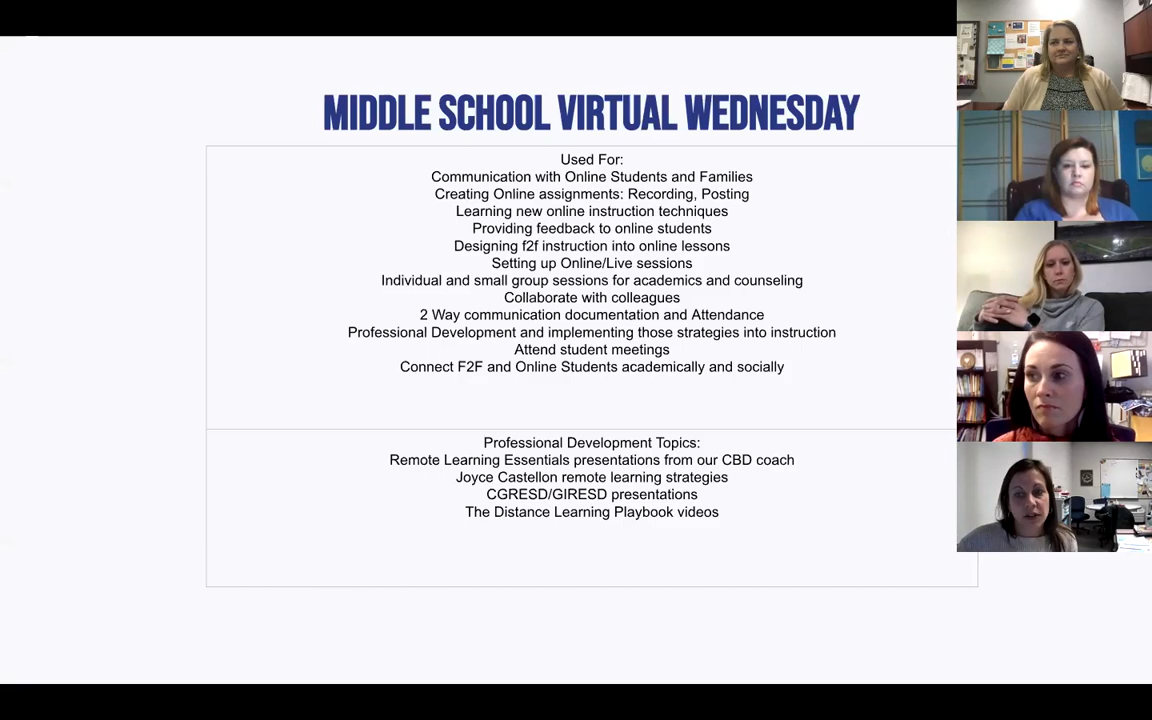 MIDDLE SCHOOL VIRTUAL WEDNESDAY
Used For:
Communication with Online Students and Families
Creating Online assignments: Recording, Posting
Learning new online instruction techniques
Providing feedback to online students
Designing f2f instruction into online lessons
Setting up Online/Live sessions
Individual and small group sessions for academics and counseling
Collaborate with colleagues
2 Way communication documentation and Attendance
Professional Development and implementing those strategies into instruction
Attend student meetings
Connect F2F and Online Students academically and socially
Professional Development Topics:
Remote Learning Essentials presentations from our CBD coach
Joyce Castellon remote learning strategies
CGRESD/GIRESD presentations
The Distance Learning Playbook videos